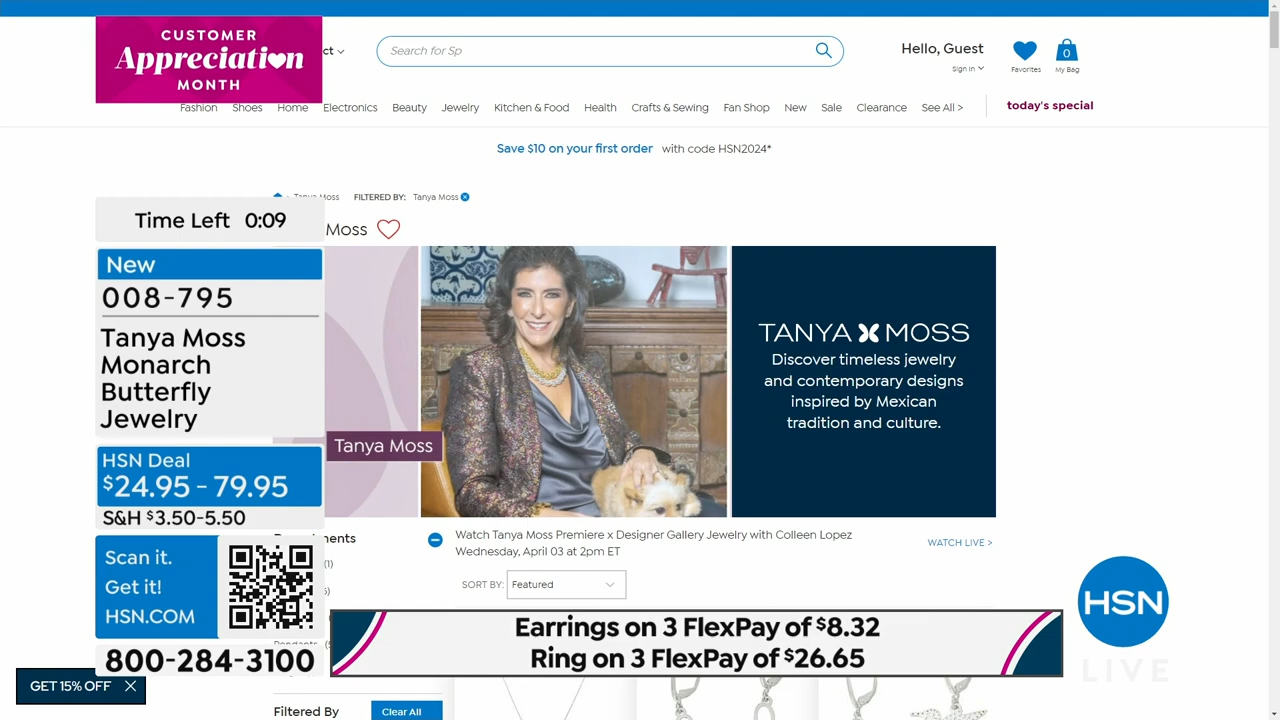 CUSTOMER
Appreciation
MONTH
ct
Search for Sp
Hello, Guest
Sign In
Favorites
0
My Bag
Fashion
Shoes
Home
Electronics
Beauty
Jewelry
Kitchen & Food
Health
Crafts & Sewing
Fan Shop
New
Sale
Clearance
See All >
today's special
Save $10 on your first order with code HSN2024*
Tanya Moss FILTERED BY: Tanya Moss
Moss
Time Left 0:09
New
008-795
Tanya Moss
Monarch
Butterfly
Jewelry
HSN Deal
$24.95 - 79.95
S&H $3.50-5.50
Scan it.
Get it!
HSN.COM
800-284-3100
GET 15% OFF
Tanya Moss
TANYA MOSS
Discover timeless jewelry
and contemporary designs
inspired by Mexican
tradition and culture.
Watch Tanya Moss Premiere x Designer Gallery Jewelry with Colleen Lopez
Wednesday, April 03 at 2pm ET
WATCH LIVE >
SORT BY: Featured
(1)
Earrings on 3 FlexPay of $8.32
Ring on 3 FlexPay of $26.65
HSN
LIVE
Filtered By
Clear All